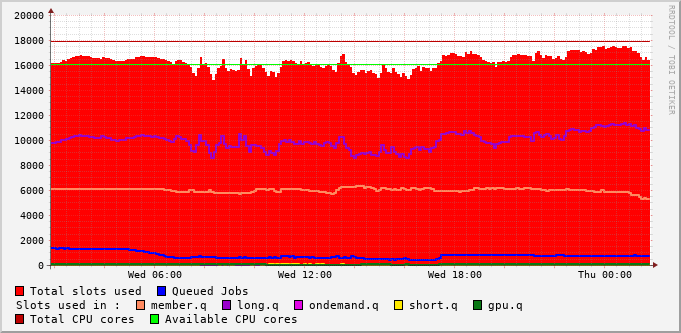 20000
18000
16000
14000
12000
10000
8000
6000
4000
2000
0
Wed 06:00 Wed 12:00 Wed 18:00 Thu 00:00
RRDTOOL / TOBI OETIKER
Total slots used Queued Jobs
Slots used in : member.q long.q ondemand.q short.q gpu.q
Total CPU cores Available CPU cores